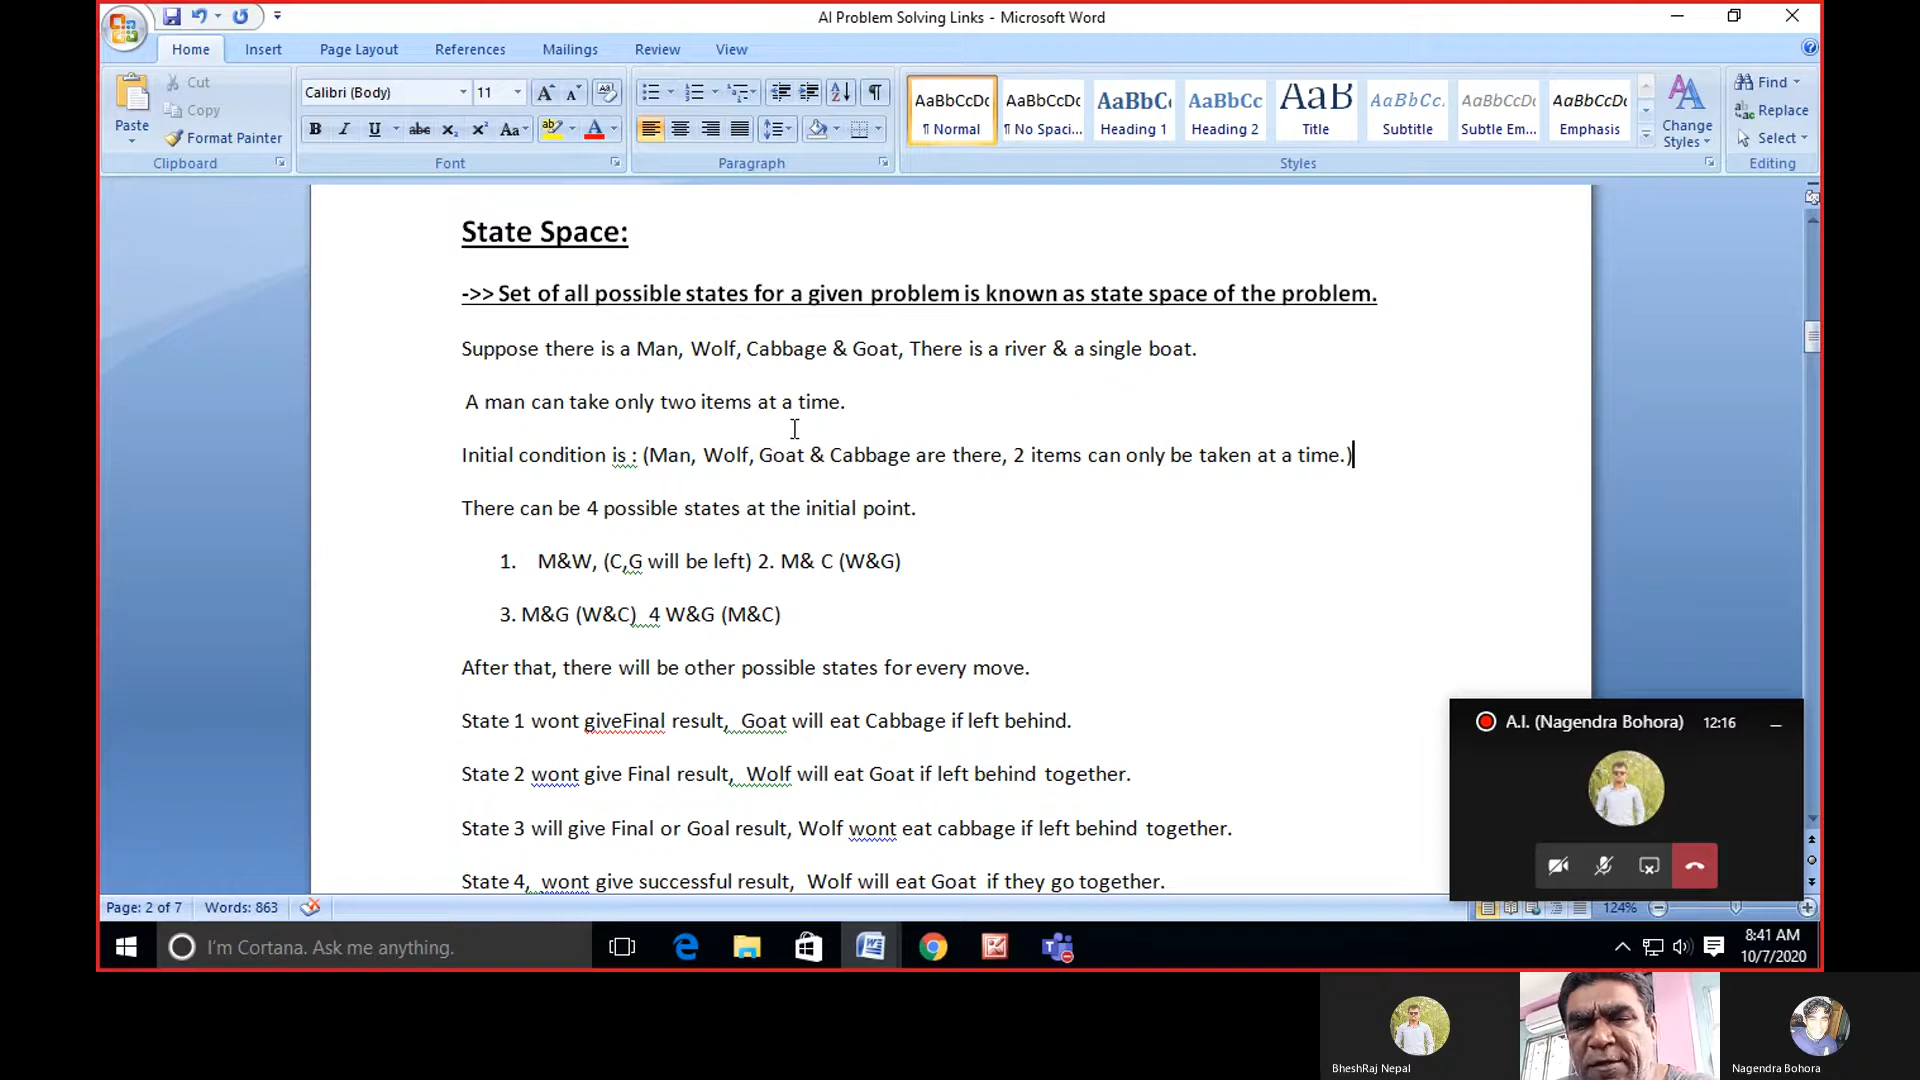 AI Problem Solving Links - Microsoft Word
Home Insert Page Layout References Mailings Review View
Paste
Cut
Copy
Format Painter
Clipboard
Calibri (Body) 11
Font
Paragraph
AaBbCcDc AaBbCcDc AaBbC AaBbCc AaB AaBbCc. AaBbCcDc AaBbCcDc
¶ Normal ¶ No Spaci... Heading 1 Heading 2 Title Subtitle Subtle Em... Emphasis
Styles
Change Styles
Find
Replace
Select
Editing
State Space:
->> Set of all possible states for a given problem is known as state space of the problem.
Suppose there is a Man, Wolf, Cabbage & Goat, There is a river & a single boat.
A man can take only two items at a time.
Initial condition is : (Man, Wolf, Goat & Cabbage are there, 2 items can only be taken at a time.)
There can be 4 possible states at the initial point.
1. M&W, (C,G will be left) 2. M& C (W&G)
3. M&G (W&C) 4 W&G (M&C)
After that, there will be other possible states for every move.
State 1 wont giveFinal result, Goat will eat Cabbage if left behind.
State 2 wont give Final result, Wolf will eat Goat if left behind together.
State 3 will give Final or Goal result, Wolf wont eat cabbage if left behind together.
State 4, wont give successful result, Wolf will eat Goat if they go together.
A.I. (Nagendra Bohora) 12:16
Page: 2 of 7 Words: 863
124%
I'm Cortana. Ask me anything.
8:41 AM
10/7/2020
BheshRaj Nepal
Nagendra Bohora